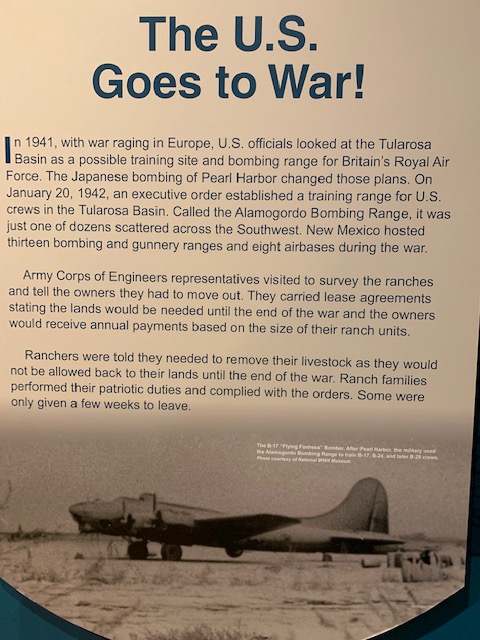 The U.S.
Goes to War!
In 1941, with war raging in Europe, U.S. officials looked at the Tularosa
Basin as a possible training site and bombing range for Britain's Royal Air
Force. The Japanese bombing of Pearl Harbor changed those plans. On
January 20, 1942, an executive order established a training range for U.S.
crews in the Tularosa Basin. Called the Alamogordo Bombing Range, it was
just one of dozens scattered across the Southwest. New Mexico hosted
thirteen bombing and gunnery ranges and eight airbases during the war.
Army Corps of Engineers representatives visited to survey the ranches
and tell the owners they had to move out. They carried lease agreements
stating the lands would be needed until the end of the war and the owners
would receive annual payments based on the size of their ranch units.
Ranchers were told they needed to remove their livestock as they would
not be allowed back to their lands until the end of the war. Ranch families
performed their patriotic duties and complied with the orders. Some were
only given a few weeks to leave.
The B-17 "Flying Fortress" Bomber. After Pearl Harbor, the military used
the Alamogordo Bombing Range to train B-17, B-24, and later B-29 crews.
Photo courtesy of National WWII Museum